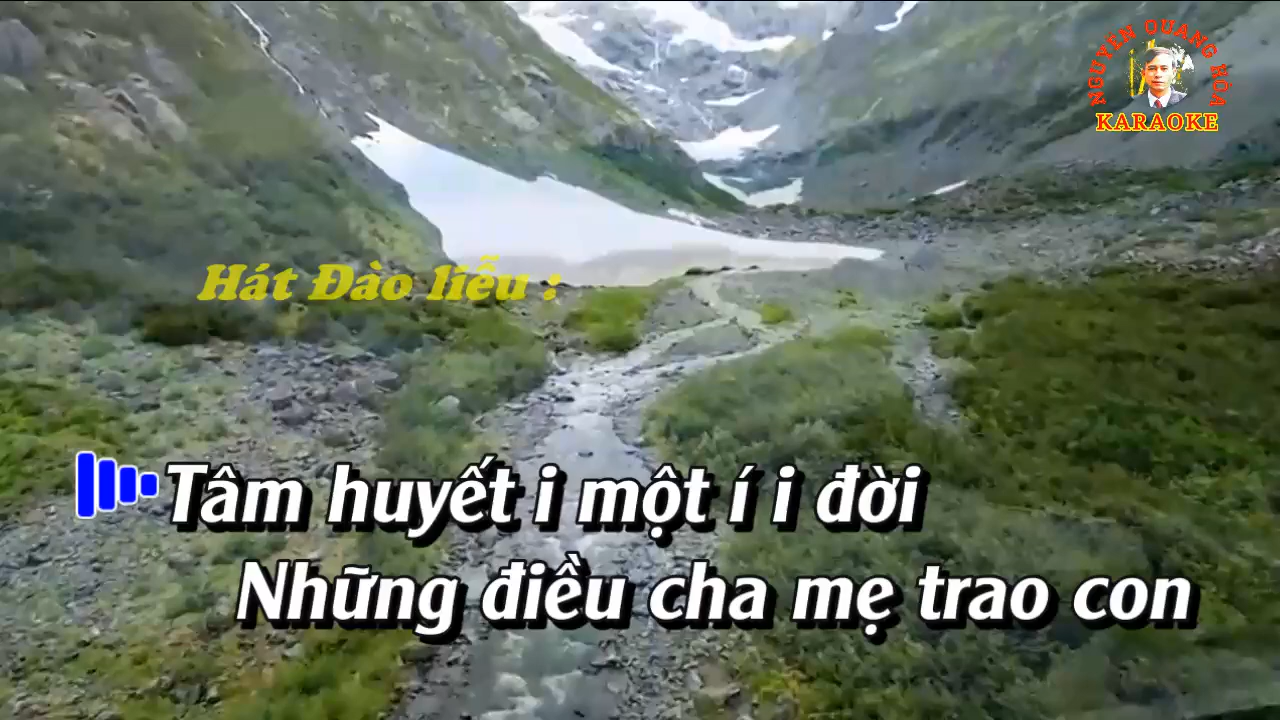 NGUYỄN QUANG HÒA
KARAOKE
Hát Đào liễu :
Tâm huyết i một í i đời
Những điều cha mẹ trao con